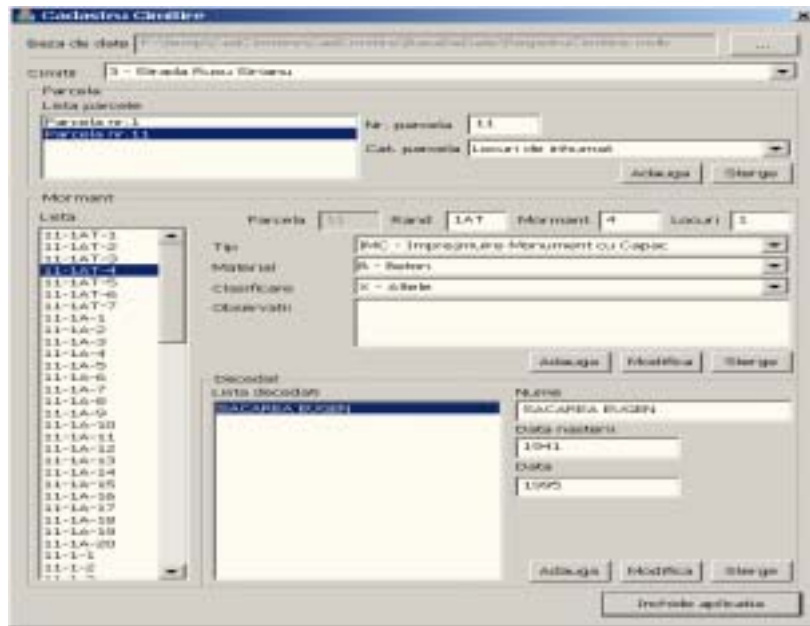 Cadastru Cimitire
Baza de date
...
Cimitir 3 - Strada Rusu Sirianu
Parcela
Lista parcele
Parcela nr.1
Parcela nr.11
Nr. parcela 11
Cat. parcela Locuri de inhumat
Adauga Sterge
Mormant
Lista
Parcela 11 Rand 1AT Mormant 4 Locuri 1
11-1AT-1
11-1AT-2
11-1AT-3
11-1AT-4
11-1AT-5
11-1AT-6
11-1AT-7
11-1A-1
11-1A-2
11-1A-3
11-1A-4
11-1A-5
11-1A-6
11-1A-7
11-1A-8
11-1A-9
11-1A-10
11-1A-11
11-1A-12
11-1A-13
11-1A-14
11-1A-15
11-1A-16
11-1A-17
11-1A-18
11-1A-19
11-1A-20
11-1-1
11-1-2
Tip IMC - Imprejmuire Monument cu Capac
Material B - Beton
Clasificare X - Altele
Observatii
Adauga Modifica Sterge
Decedat
Lista decedati
SACAREA EUGEN
Nume
SACAREA EUGEN
Data nasterii
1941
Data
1995
Adauga Modifica Sterge
Inchide aplicatia